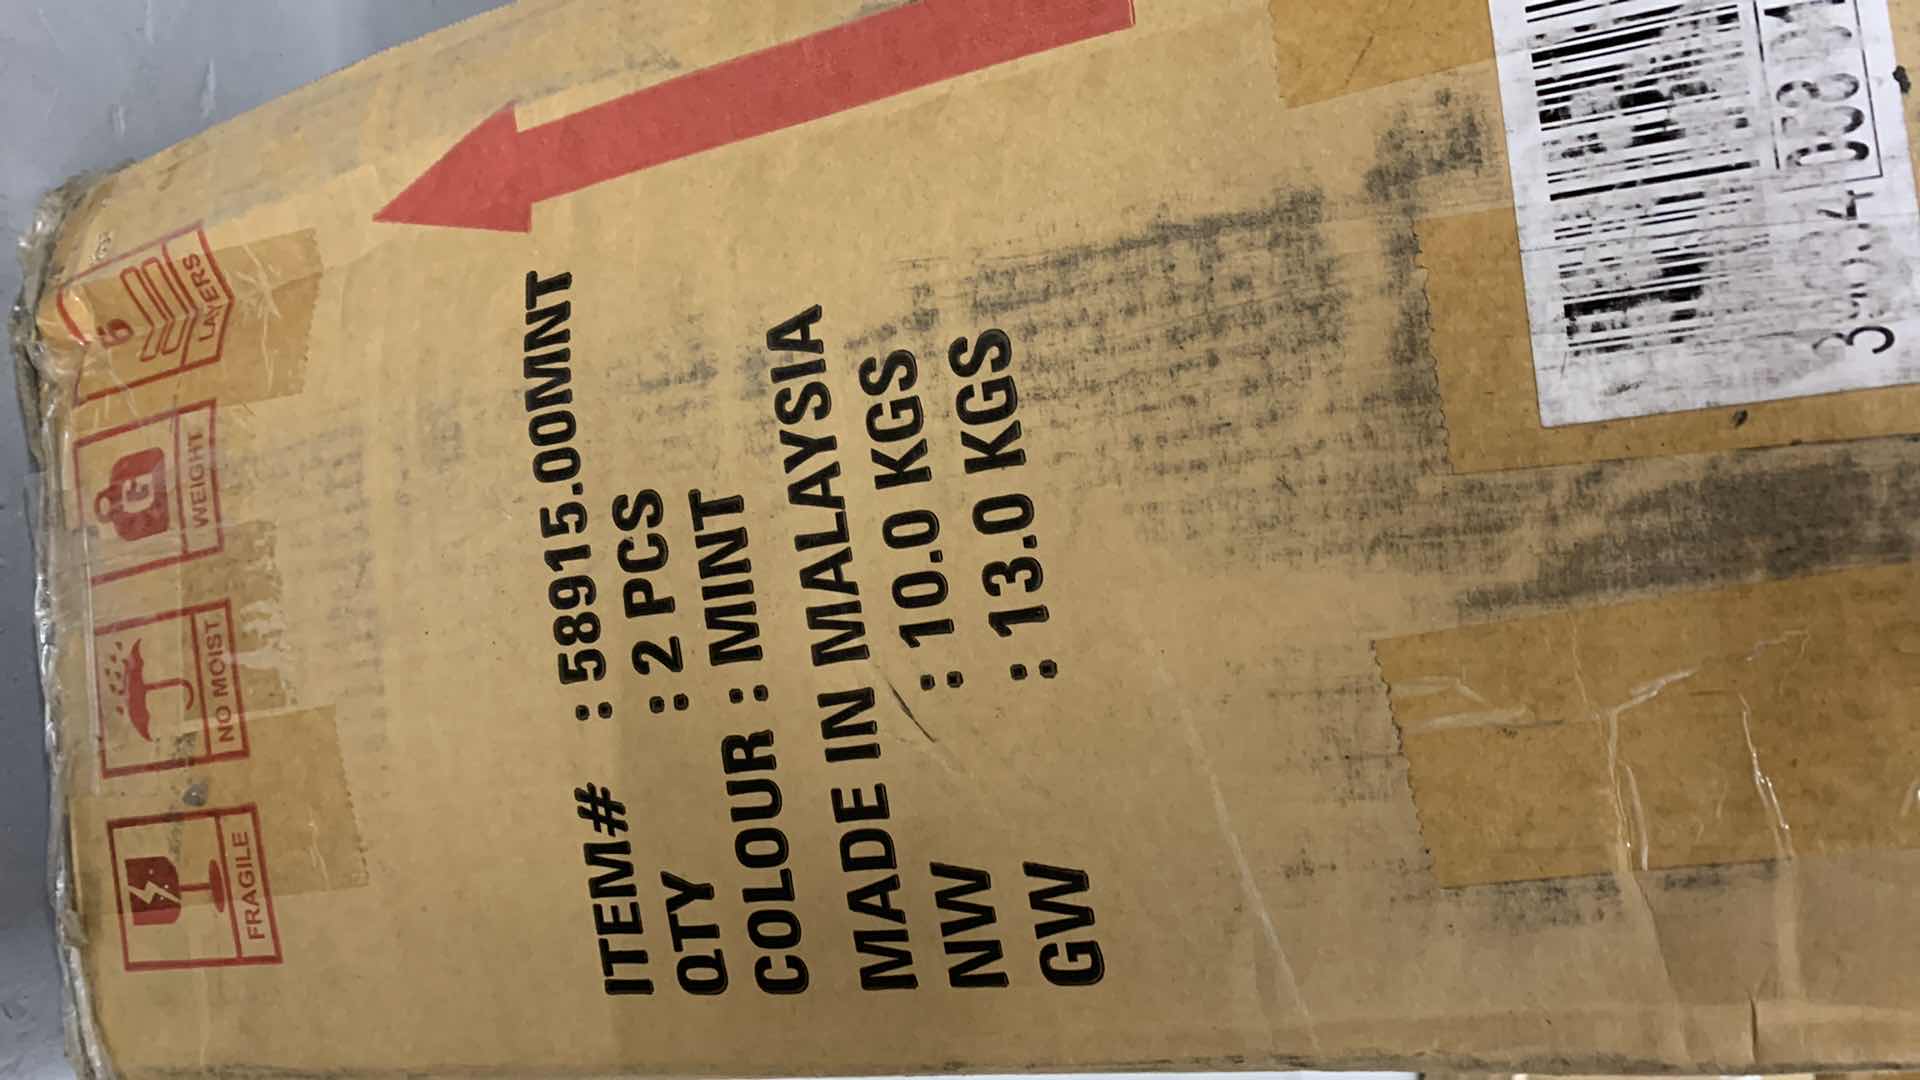 FRAGILE
NO MOIST
G
WEIGHT
6
LAYERS
ITEM# : 58915.00MNT
QTY : 2 PCS
COLOUR : MINT
MADE IN MALAYSIA
NW : 10.0 KGS
GW : 13.0 KGS